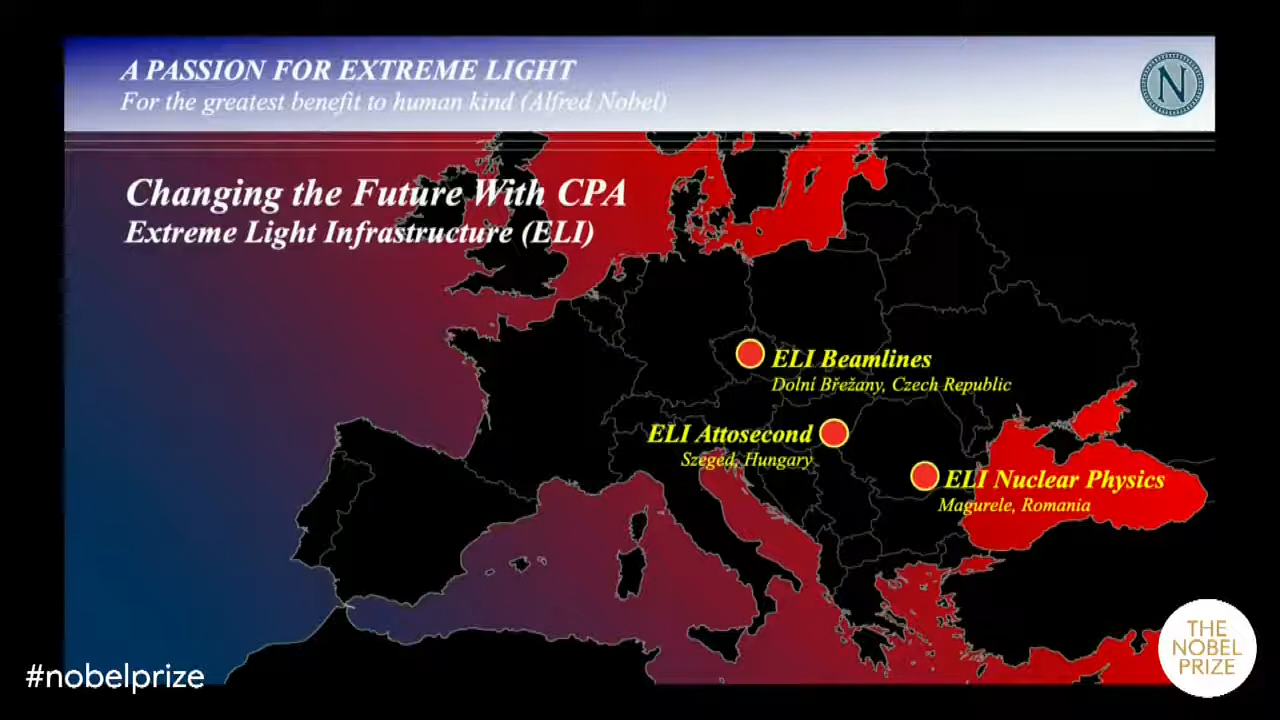 A PASSION FOR EXTREME LIGHT
For the greatest benefit to human kind (Alfred Nobel)
N
Changing the Future With CPA
Extreme Light Infrastructure (ELI)
ELI Beamlines
Dolní Břežany, Czech Republic
ELI Attosecond
Szeged, Hungary
ELI Nuclear Physics
Magurele, Romania
#nobelprize
THE
NOBEL
PRIZE